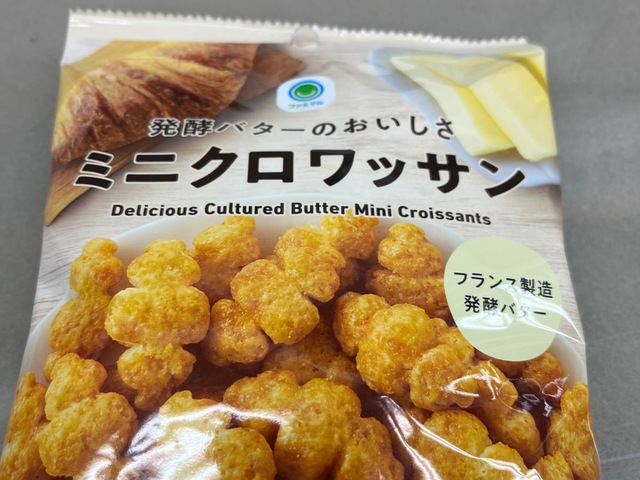 ファミマル
発酵バターのおいしさ
ミニクロワッサン
Delicious Cultured Butter Mini Croissants
フランス製造
発酵バター